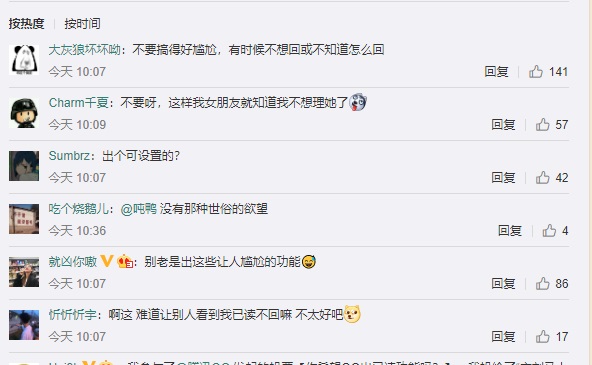 按热度 按时间
大灰狼坏坏呦：不要搞得好尴尬，有时候不想回或不知道怎么回
今天 10:07 回复 141
Charm千夏：不要呀，这样我女朋友就知道我不想理她了
今天 10:09 回复 57
Sumbrz：出个可设置的?
今天 10:07 回复 42
吃个烧鹅儿：@吨鸭 没有那种世俗的欲望
今天 10:36 回复 4
就凶你嗷：别老是出这些让人尴尬的功能
今天 10:07 回复 86
忻忻忻宇：啊这 难道让别人看到我已读不回嘛 不太好吧
今天 10:07 回复 17